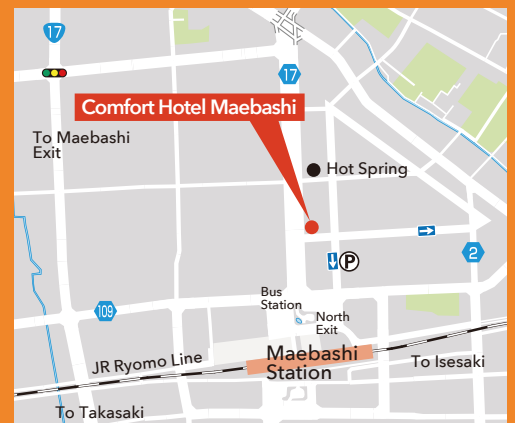 17
17
Comfort Hotel Maebashi
To Maebashi
Exit
Hot Spring
2
P
Bus
Station
109
North
Exit
JR Ryomo Line
Maebashi
Station
To Isesaki
To Takasaki